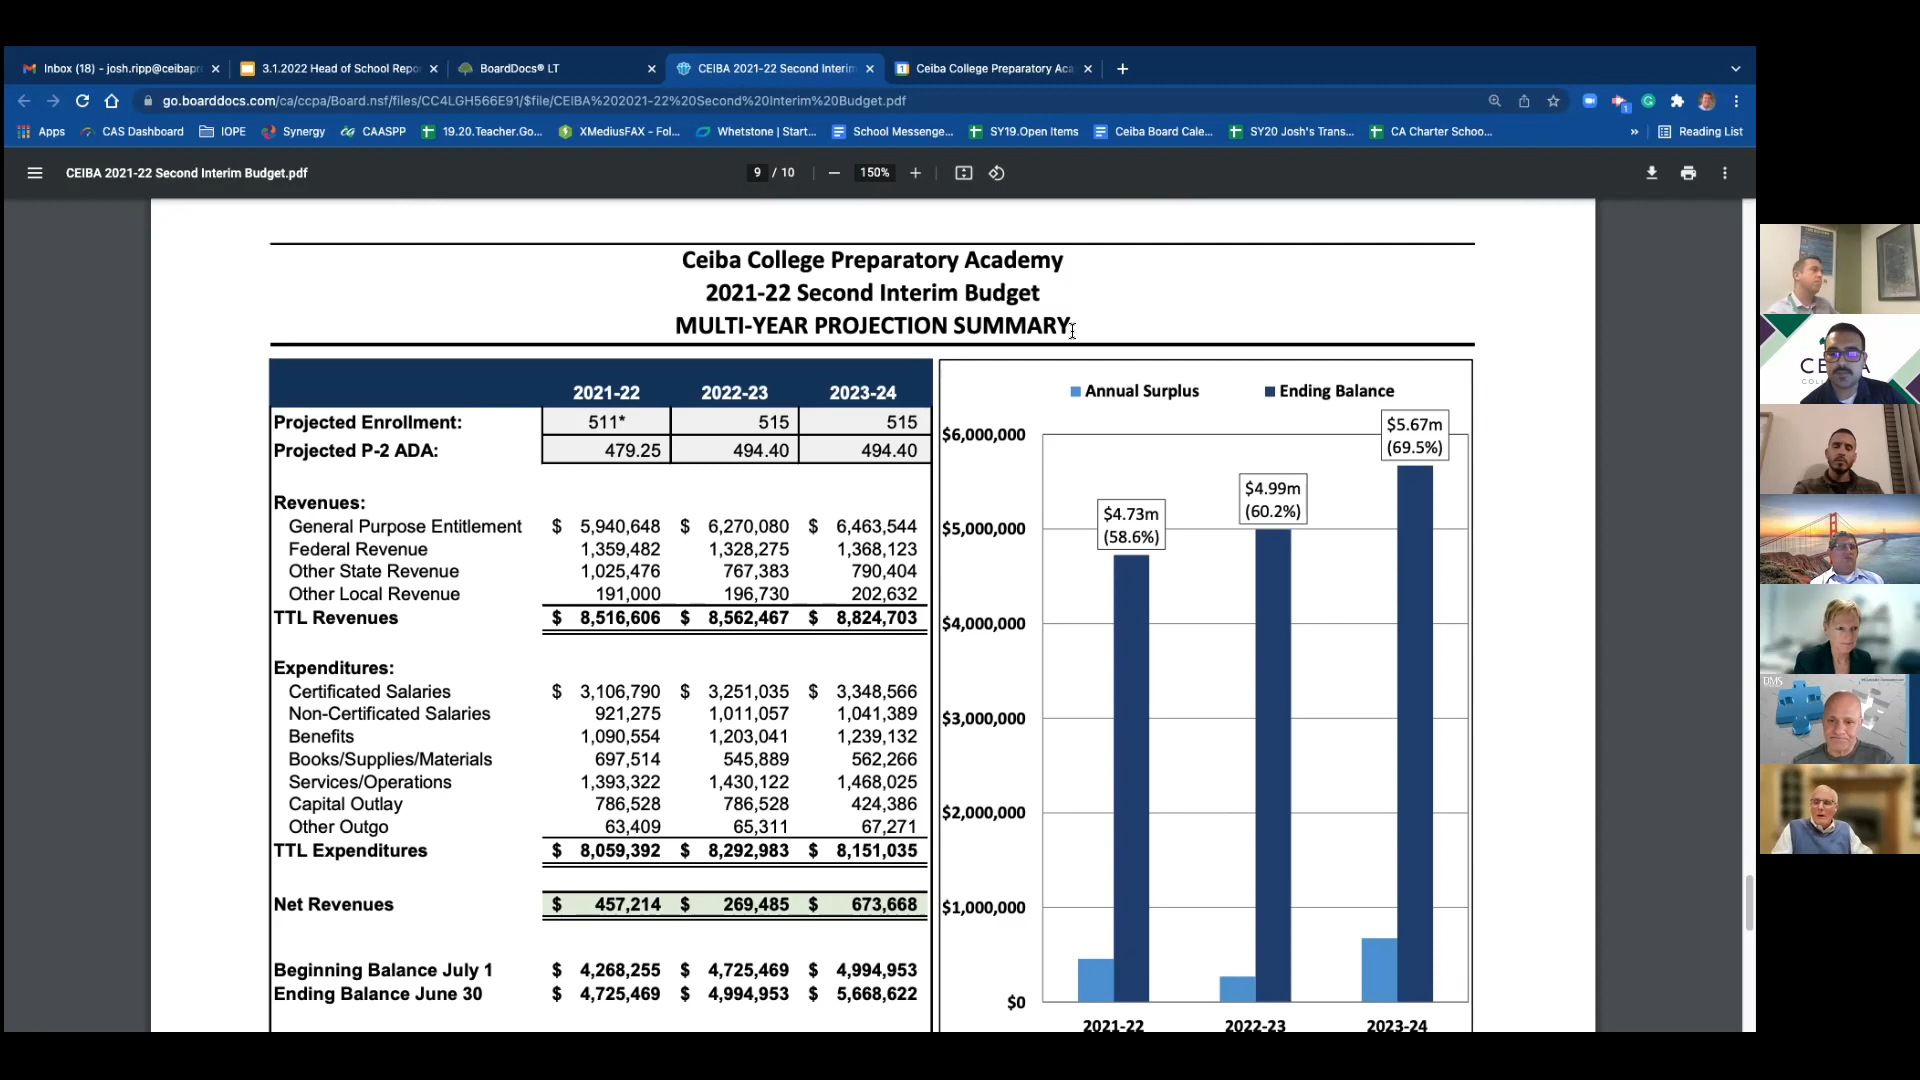 Inbox (18) - josh.ripp@ceibapr
3.1.2022 Head of School Repo
BoardDocs® LT
CEIBA 2021-22 Second Interim
Ceiba College Preparatory Aca
go.boarddocs.com/ca/ccpa/Board.nsf/files/CC4LGH566E91/$file/CEIBA%202021-22%20Second%20Interim%20Budget.pdf
Apps CAS Dashboard IOPE Synergy CAASPP 19.20.Teacher.Go... XMediusFAX - Fol... Whetstone | Start... School Messenge... SY19.Open Items Ceiba Board Cale... SY20 Josh's Trans... CA Charter Schoo... » Reading List
CEIBA 2021-22 Second Interim Budget.pdf 9 / 10 150%
Ceiba College Preparatory Academy
2021-22 Second Interim Budget
MULTI-YEAR PROJECTION SUMMARY
2021-22 2022-23 2023-24
Projected Enrollment: 511* 515 515
Projected P-2 ADA: 479.25 494.40 494.40
Revenues:
General Purpose Entitlement $ 5,940,648 $ 6,270,080 $ 6,463,544
Federal Revenue 1,359,482 1,328,275 1,368,123
Other State Revenue 1,025,476 767,383 790,404
Other Local Revenue 191,000 196,730 202,632
TTL Revenues $ 8,516,606 $ 8,562,467 $ 8,824,703
Expenditures:
Certificated Salaries $ 3,106,790 $ 3,251,035 $ 3,348,566
Non-Certificated Salaries 921,275 1,011,057 1,041,389
Benefits 1,090,554 1,203,041 1,239,132
Books/Supplies/Materials 697,514 545,889 562,266
Services/Operations 1,393,322 1,430,122 1,468,025
Capital Outlay 786,528 786,528 424,386
Other Outgo 63,409 65,311 67,271
TTL Expenditures $ 8,059,392 $ 8,292,983 $ 8,151,035
Net Revenues $ 457,214 $ 269,485 $ 673,668
Beginning Balance July 1 $ 4,268,255 $ 4,725,469 $ 4,994,953
Ending Balance June 30 $ 4,725,469 $ 4,994,953 $ 5,668,622
Annual Surplus Ending Balance
$6,000,000
$5,000,000
$4,000,000
$3,000,000
$2,000,000
$1,000,000
$0
$4.73m
(58.6%)
$4.99m
(60.2%)
$5.67m
(69.5%)
2021-22 2022-23 2023-24
DMS